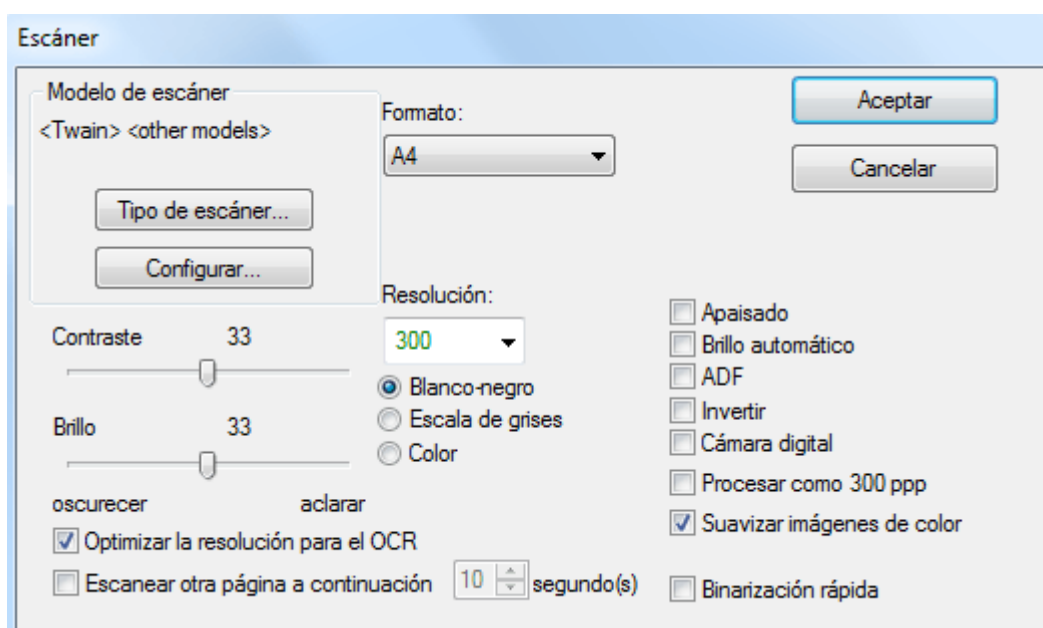 Escáner
Modelo de escáner
<Twain> <other models>
Tipo de escáner...
Configurar...
Formato:
A4
Aceptar
Cancelar
Resolución:
300
Blanco-negro
Escala de grises
Color
Contraste 33
Brillo 33
oscurecer aclarar
Optimizar la resolución para el OCR
Escanear otra página a continuación 10 segundo(s)
Apaisado
Brillo automático
ADF
Invertir
Cámara digital
Procesar como 300 ppp
Suavizar imágenes de color
Binarización rápida